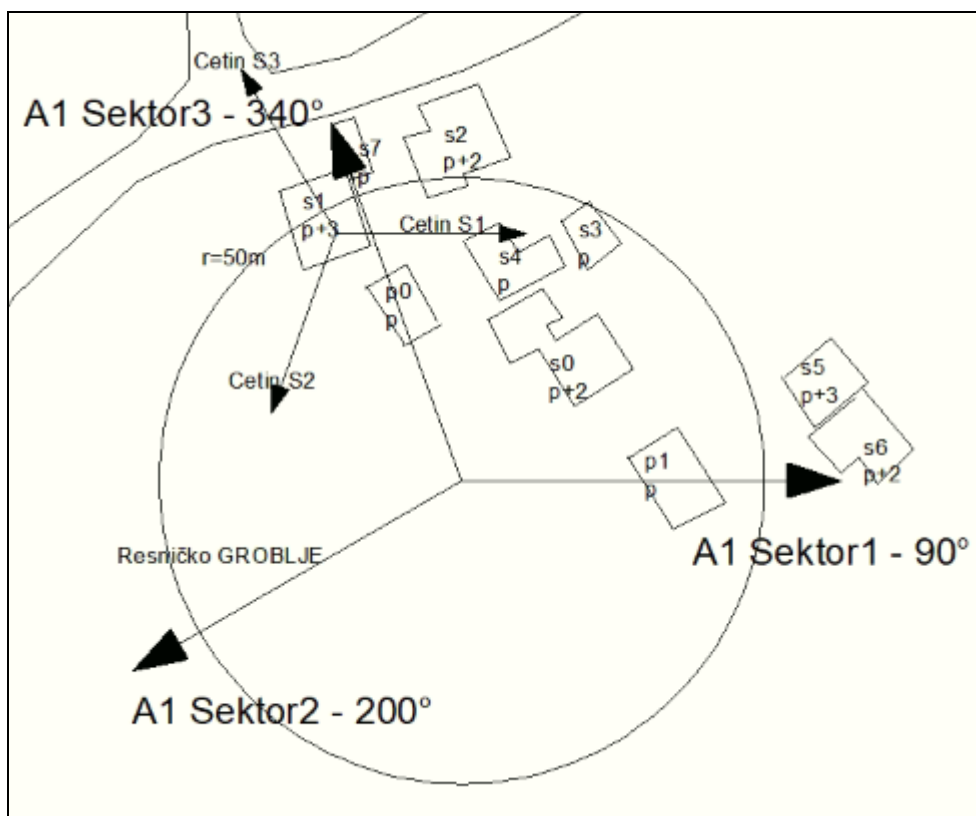 Cetin S3
A1 Sektor3 - 340°
s7
p
s2
p+2
s1
p+3
Cetin S1
s3
p
s4
p
r=50m
p0
p
Cetin S2
s0
p+2
s5
p+3
s6
p+2
p1
p
A1 Sektor1 - 90°
Resničko GROBLJE
A1 Sektor2 - 200°